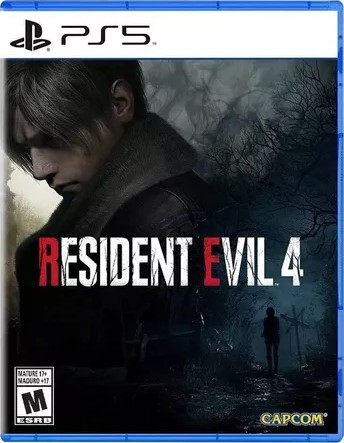 PS5
RESIDENT EVIL 4
MATURE 17+
MADURO +17
M
ESRB
CAPCOM